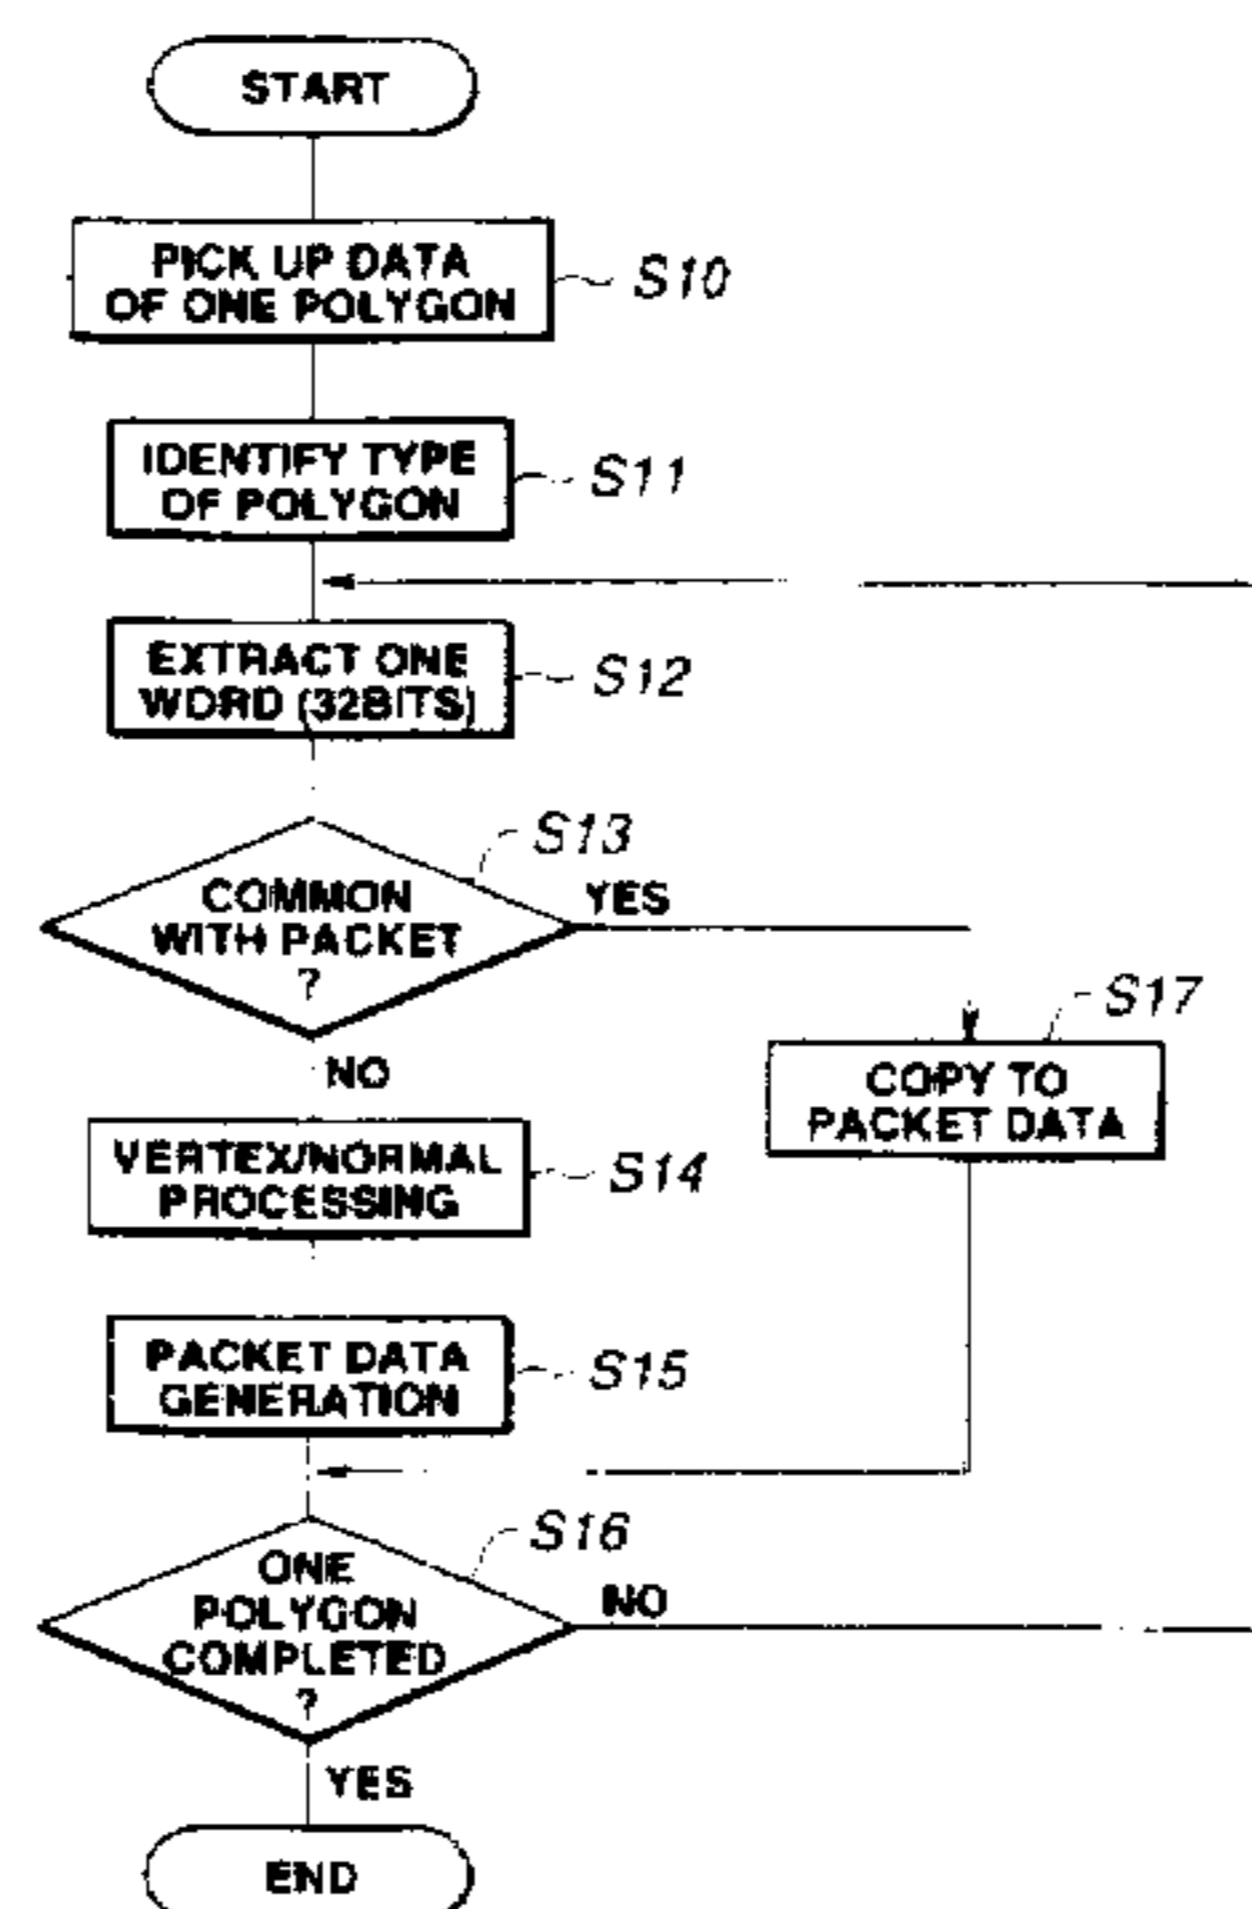 START
PICK UP DATA
OF ONE POLYGON
S10
IDENTIFY TYPE
OF POLYGON
S11
EXTRACT ONE
WORD (32BITS)
S12
S13
COMMON
WITH PACKET
?
YES
NO
S17
COPY TO
PACKET DATA
VERTEX/NORMAL
PROCESSING
S14
PACKET DATA
GENERATION
S15
S16
ONE
POLYGON
COMPLETED
?
NO
YES
END